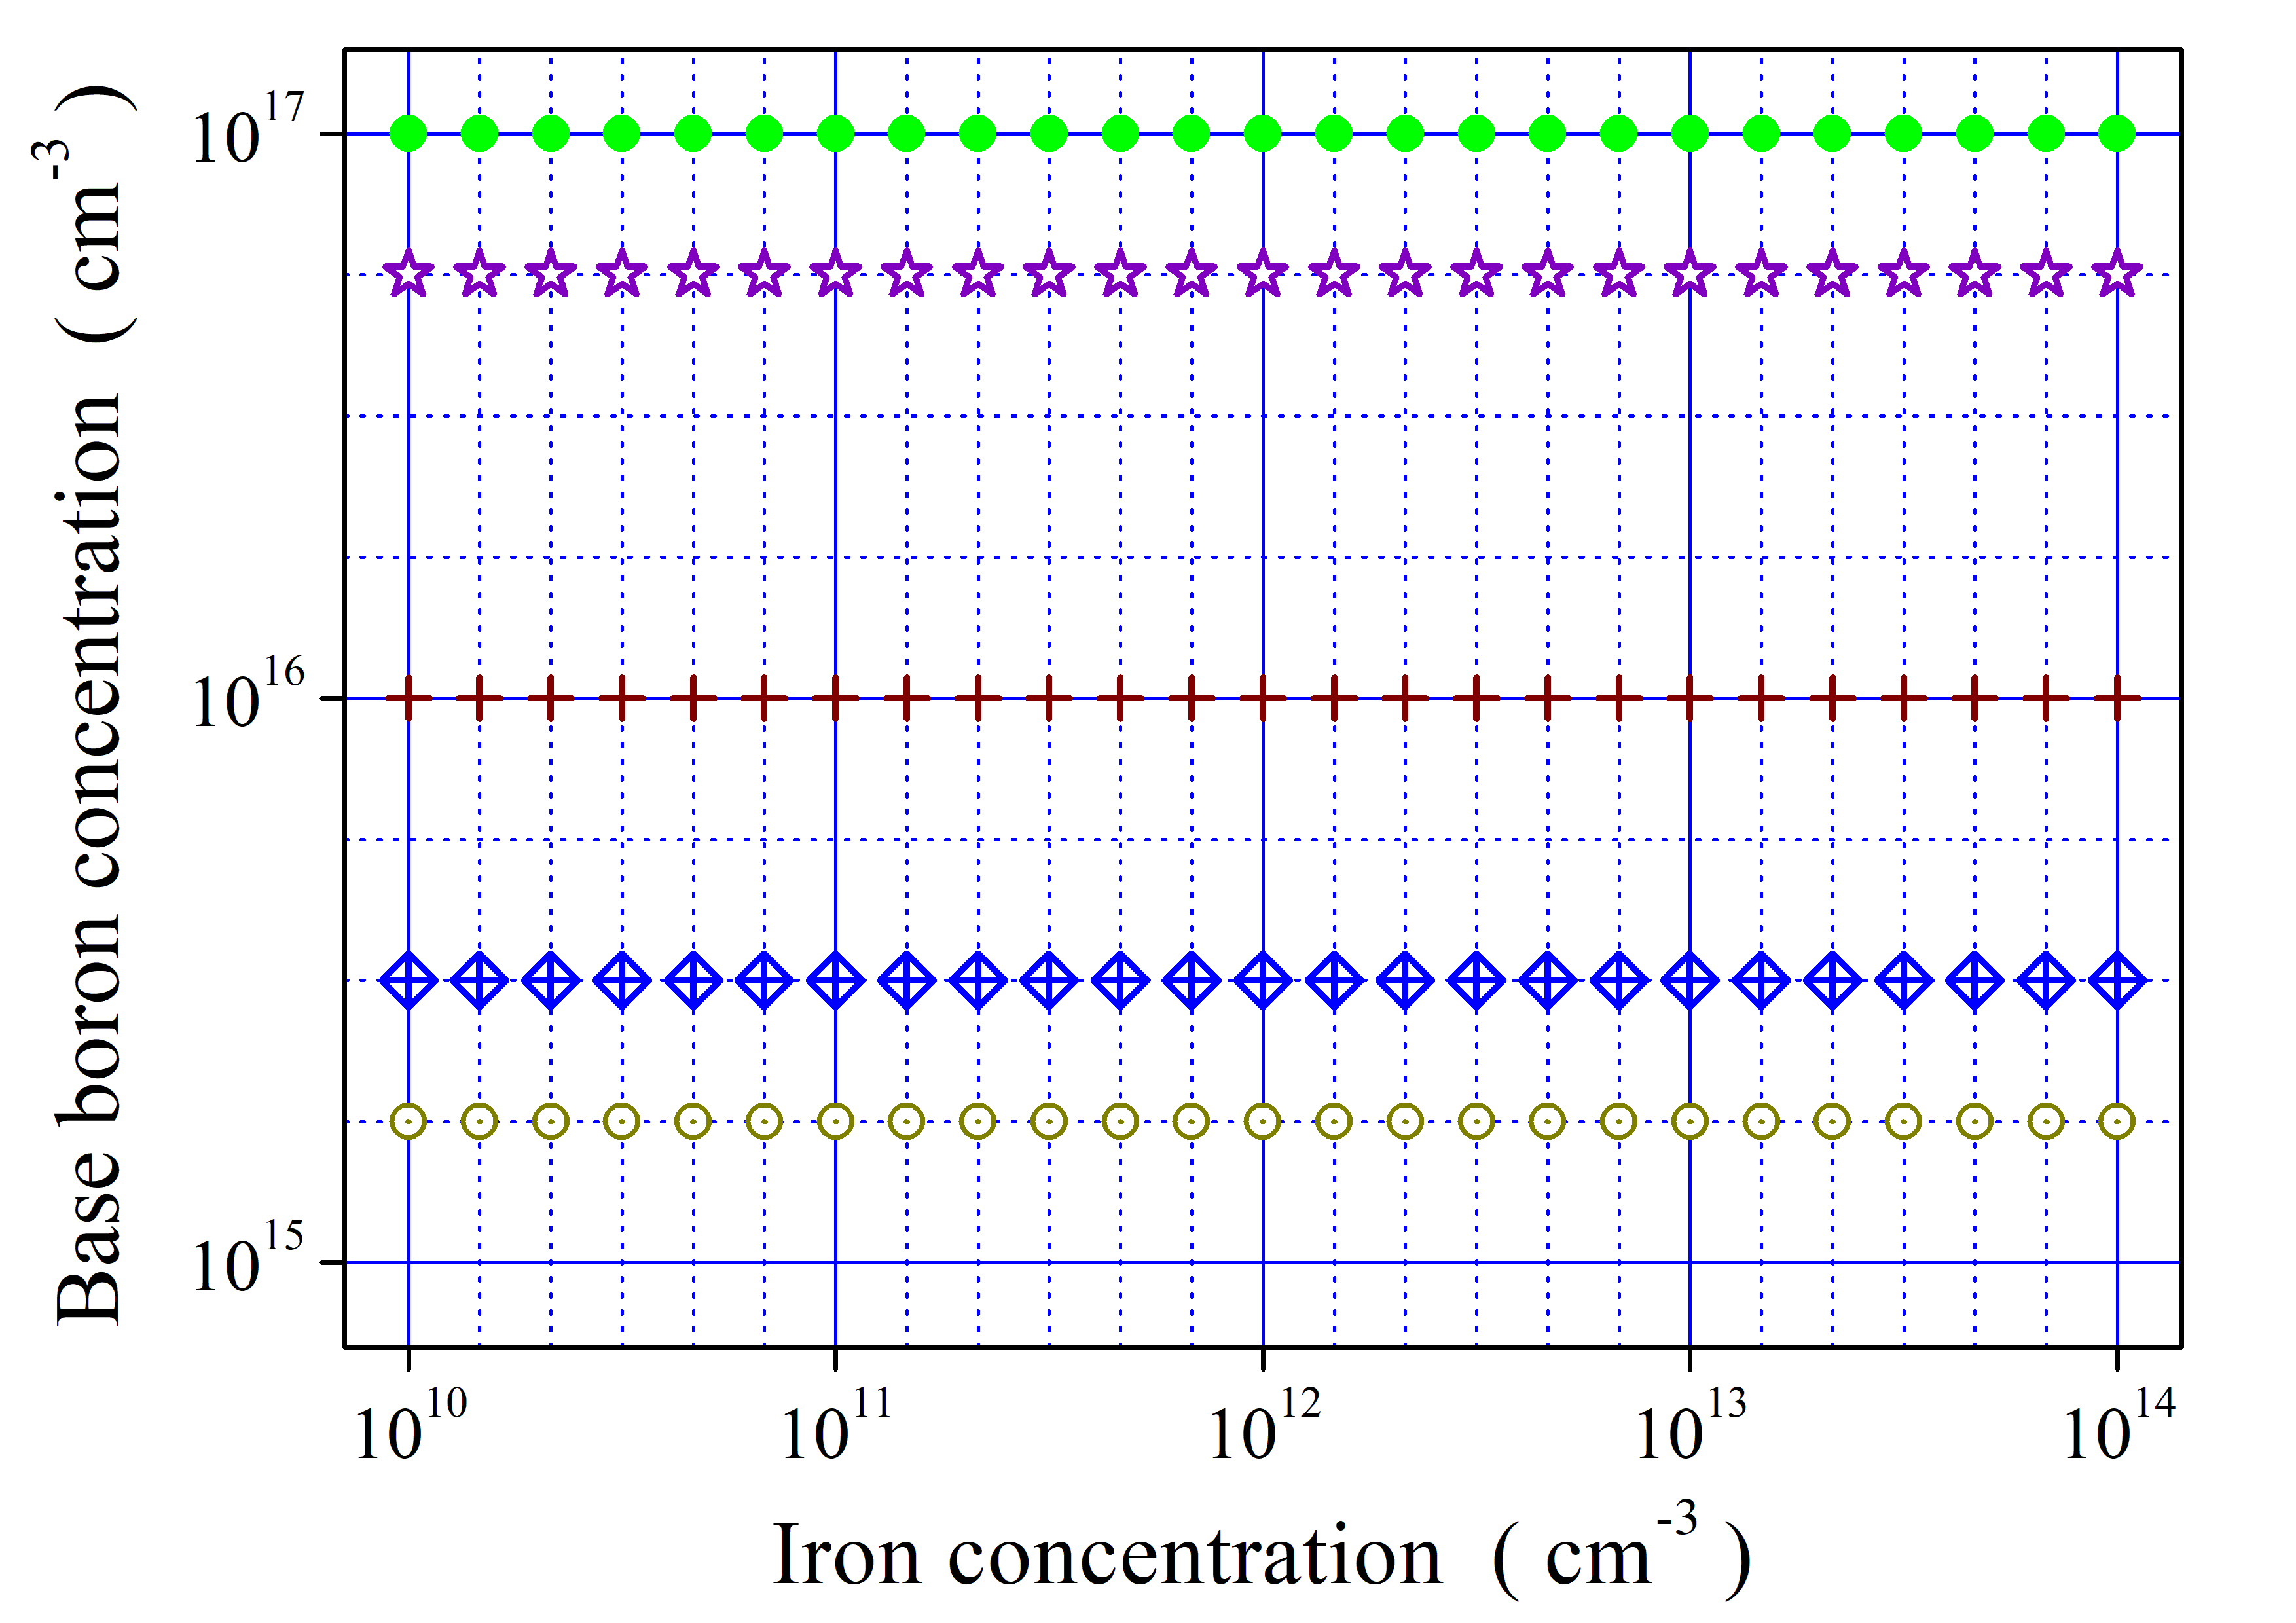 Base boron concentration ( cm⁻³ )
10¹⁷
10¹⁶
10¹⁵
10¹⁰ 10¹¹ 10¹² 10¹³ 10¹⁴
Iron concentration ( cm⁻³ )